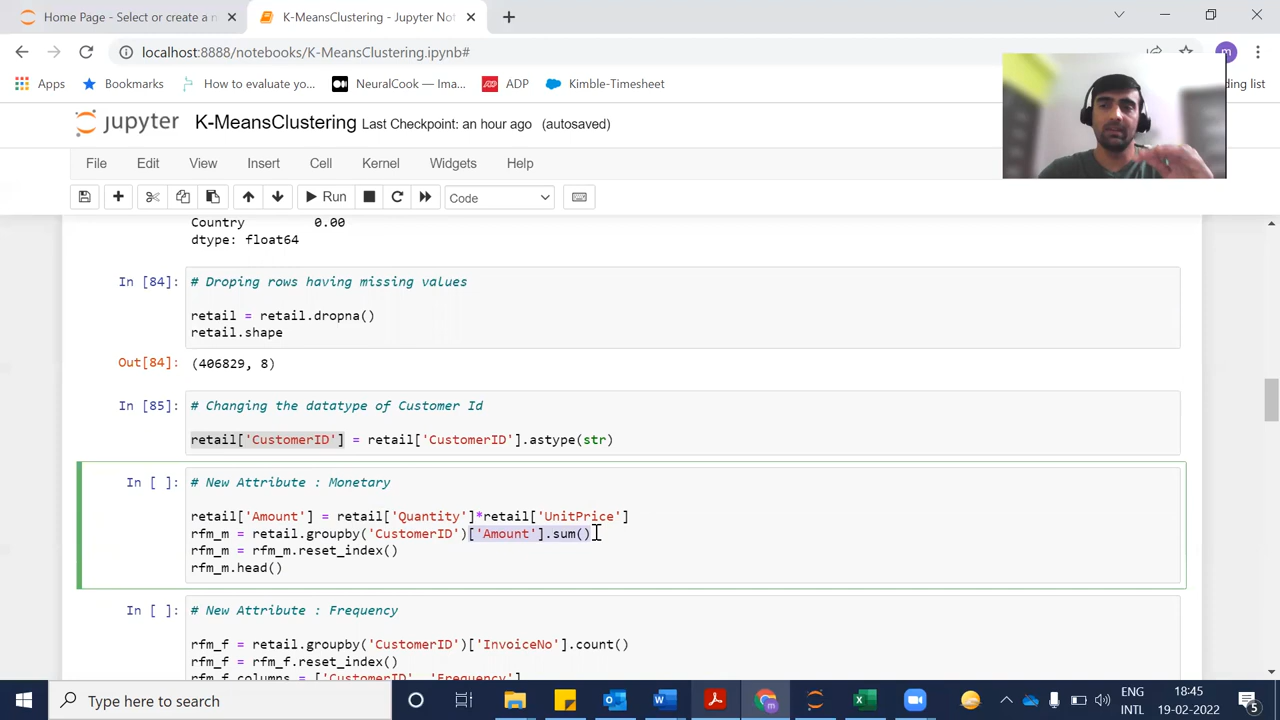 Home Page - Select or create a n
K-MeansClustering - Jupyter Not
localhost:8888/notebooks/K-MeansClustering.ipynb#
m
Apps
Bookmarks
How to evaluate you...
NeuralCook — Ima...
ADP
Kimble-Timesheet
ding list
jupyter
K-MeansClustering Last Checkpoint: an hour ago (autosaved)
File Edit View Insert Cell Kernel Widgets Help
Run
Code
Country 0.00
dtype: float64
In [84]:
# Droping rows having missing values
retail = retail.dropna()
retail.shape
Out[84]: (406829, 8)
In [85]:
# Changing the datatype of Customer Id
retail['CustomerID'] = retail['CustomerID'].astype(str)
In [ ]:
# New Attribute : Monetary
retail['Amount'] = retail['Quantity']*retail['UnitPrice']
rfm_m = retail.groupby('CustomerID')['Amount'].sum()
rfm_m = rfm_m.reset_index()
rfm_m.head()
In [ ]:
# New Attribute : Frequency
rfm_f = retail.groupby('CustomerID')['InvoiceNo'].count()
rfm_f = rfm_f.reset_index()
rfm_f.columns = ['CustomerID', 'Frequency']
Type here to search
ENG
INTL
18:45
19-02-2022
5